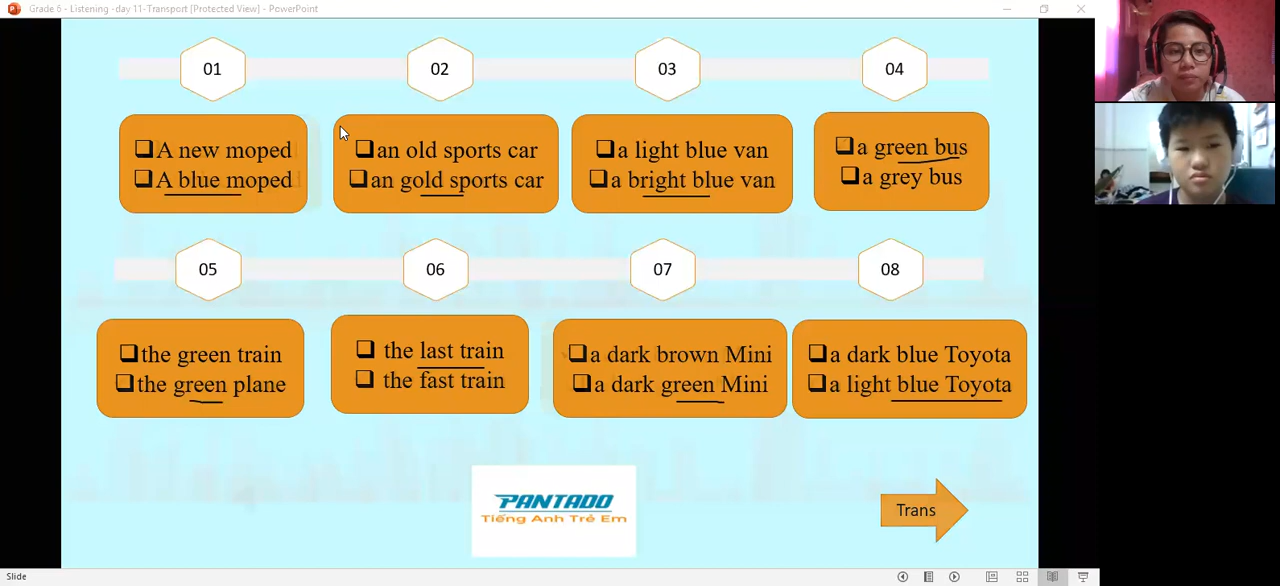 Grade 6 - Listening -day 11-Transport [Protected View] - PowerPoint
01
02
03
04
A new moped
A blue moped
an old sports car
an gold sports car
a light blue van
a bright blue van
a green bus
a grey bus
05
06
07
08
the green train
the green plane
the last train
the fast train
a dark brown Mini
a dark green Mini
a dark blue Toyota
a light blue Toyota
PANTADO
Tiếng Anh Trẻ Em
Trans
Slide